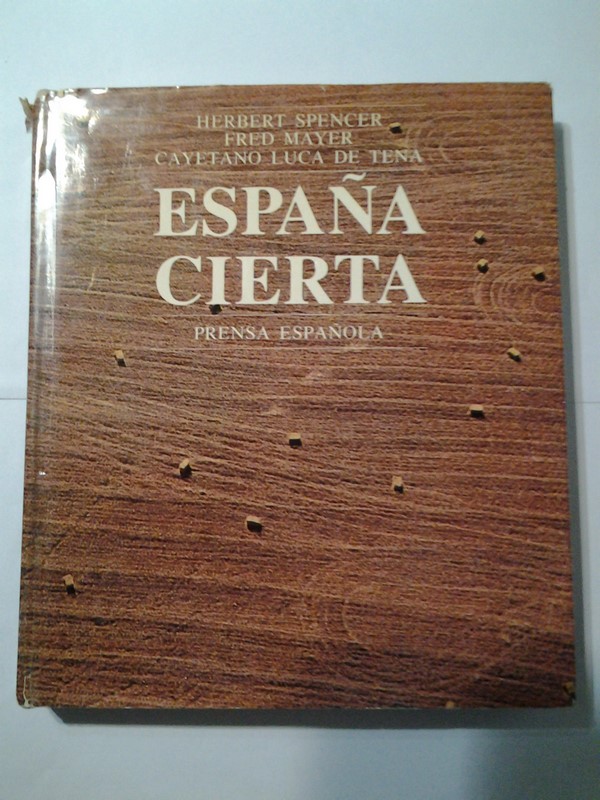 HERBERT SPENCER
FRED MAYER
CAYETANO LUCA DE TENA
ESPAÑA
CIERTA
PRENSA ESPAÑOLA